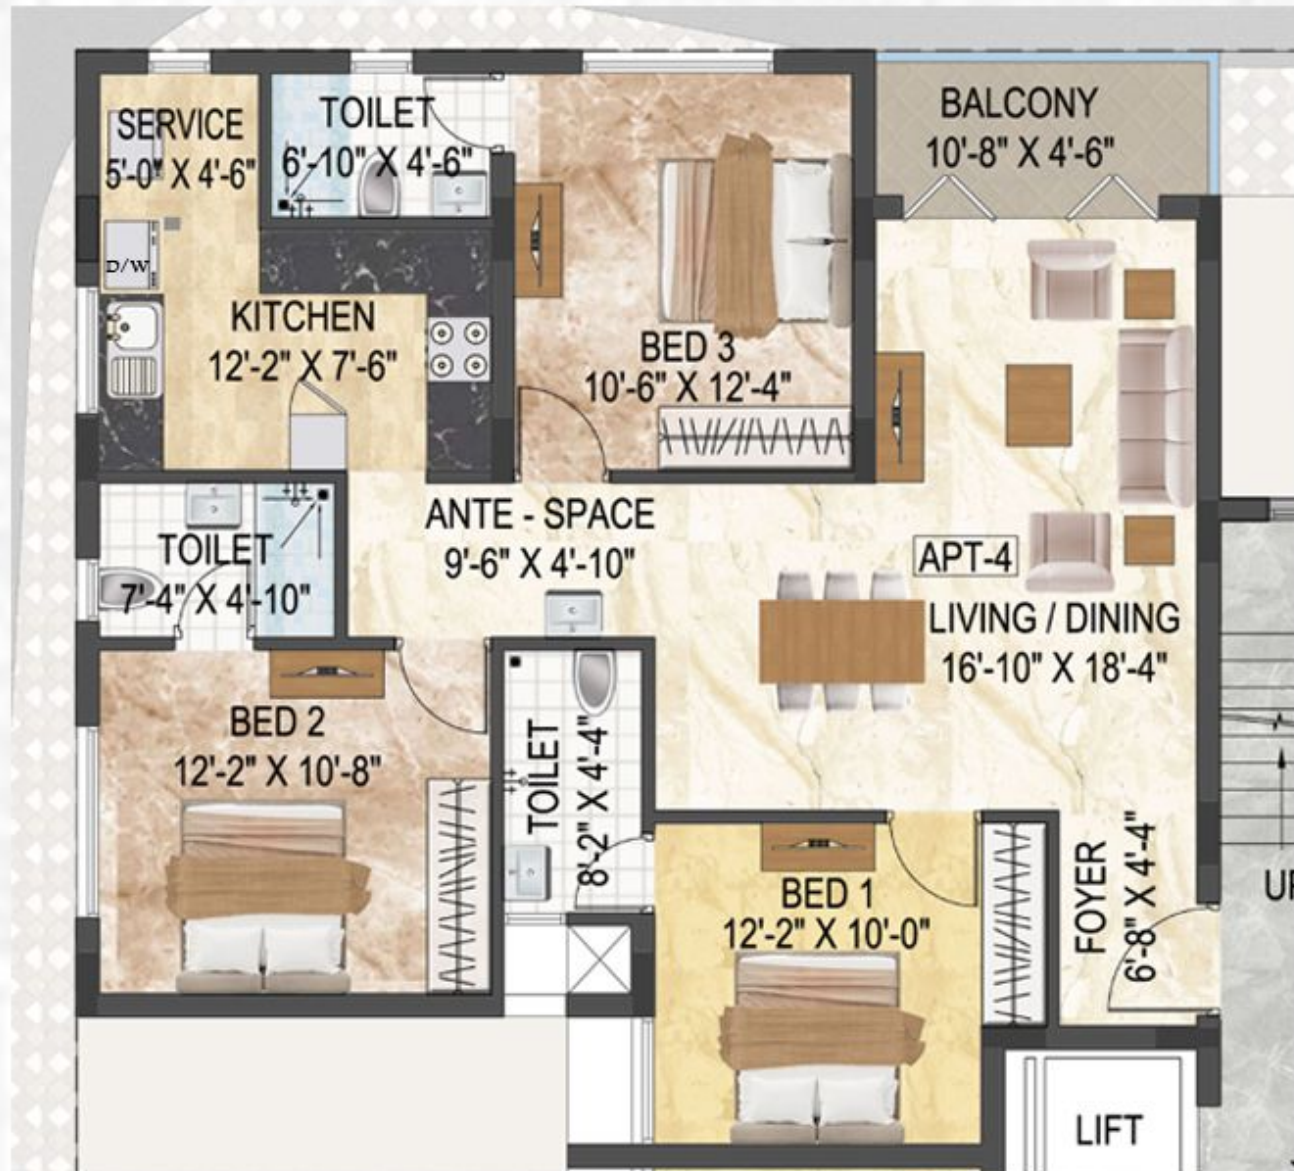 SERVICE
5'-0" X 4'-6"
TOILET
6'-10" X 4'-6"
BALCONY
10'-8" X 4'-6"
D/W
KITCHEN
12'-2" X 7'-6"
BED 3
10'-6" X 12'-4"
ANTE - SPACE
9'-6" X 4'-10"
TOILET
7'-4" X 4'-10"
APT-4
LIVING / DINING
16'-10" X 18'-4"
BED 2
12'-2" X 10'-8"
TOILET
8'-2" X 4'-4"
BED 1
12'-2" X 10'-0"
FOYER
6'-8" X 4'-4"
LIFT